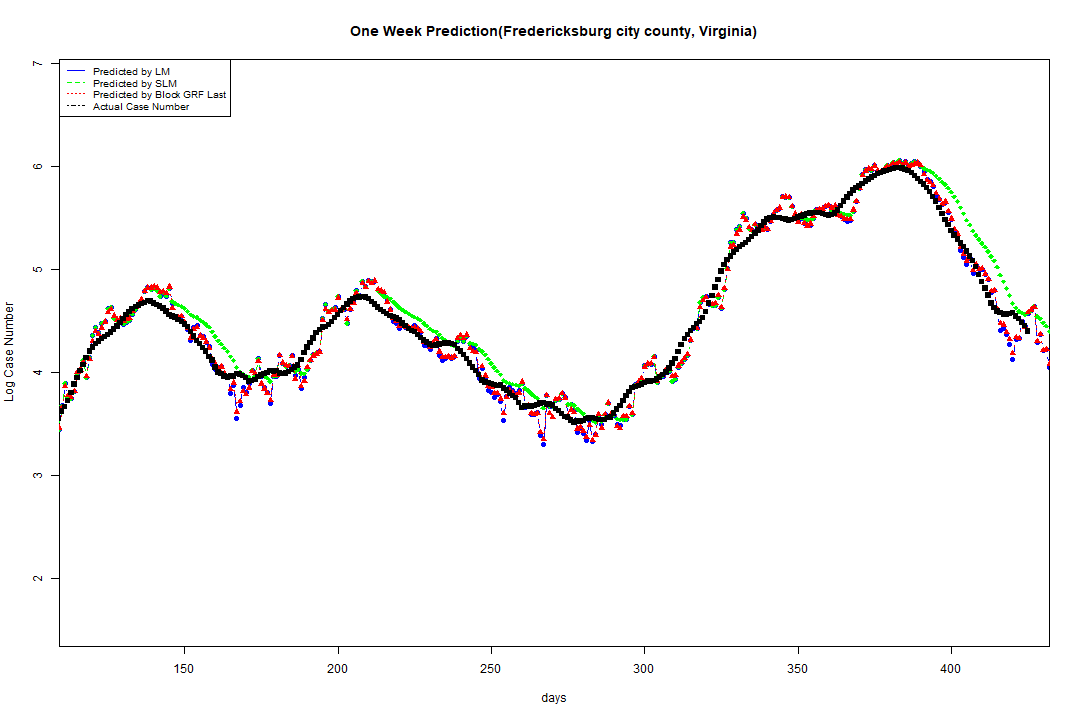 One Week Prediction(Fredericksburg city county, Virginia)
Predicted by LM
Predicted by SLM
Predicted by Block GRF Last
Actual Case Number
Log Case Number
7
6
5
4
3
2
150 200 250 300 350 400
days